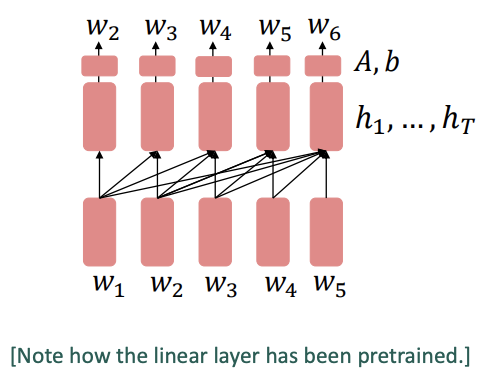 w₂ w₃ w₄ w₅ w₆
A, b
h₁, … , h_T
w₁ w₂ w₃ w₄ w₅
[Note how the linear layer has been pretrained.]